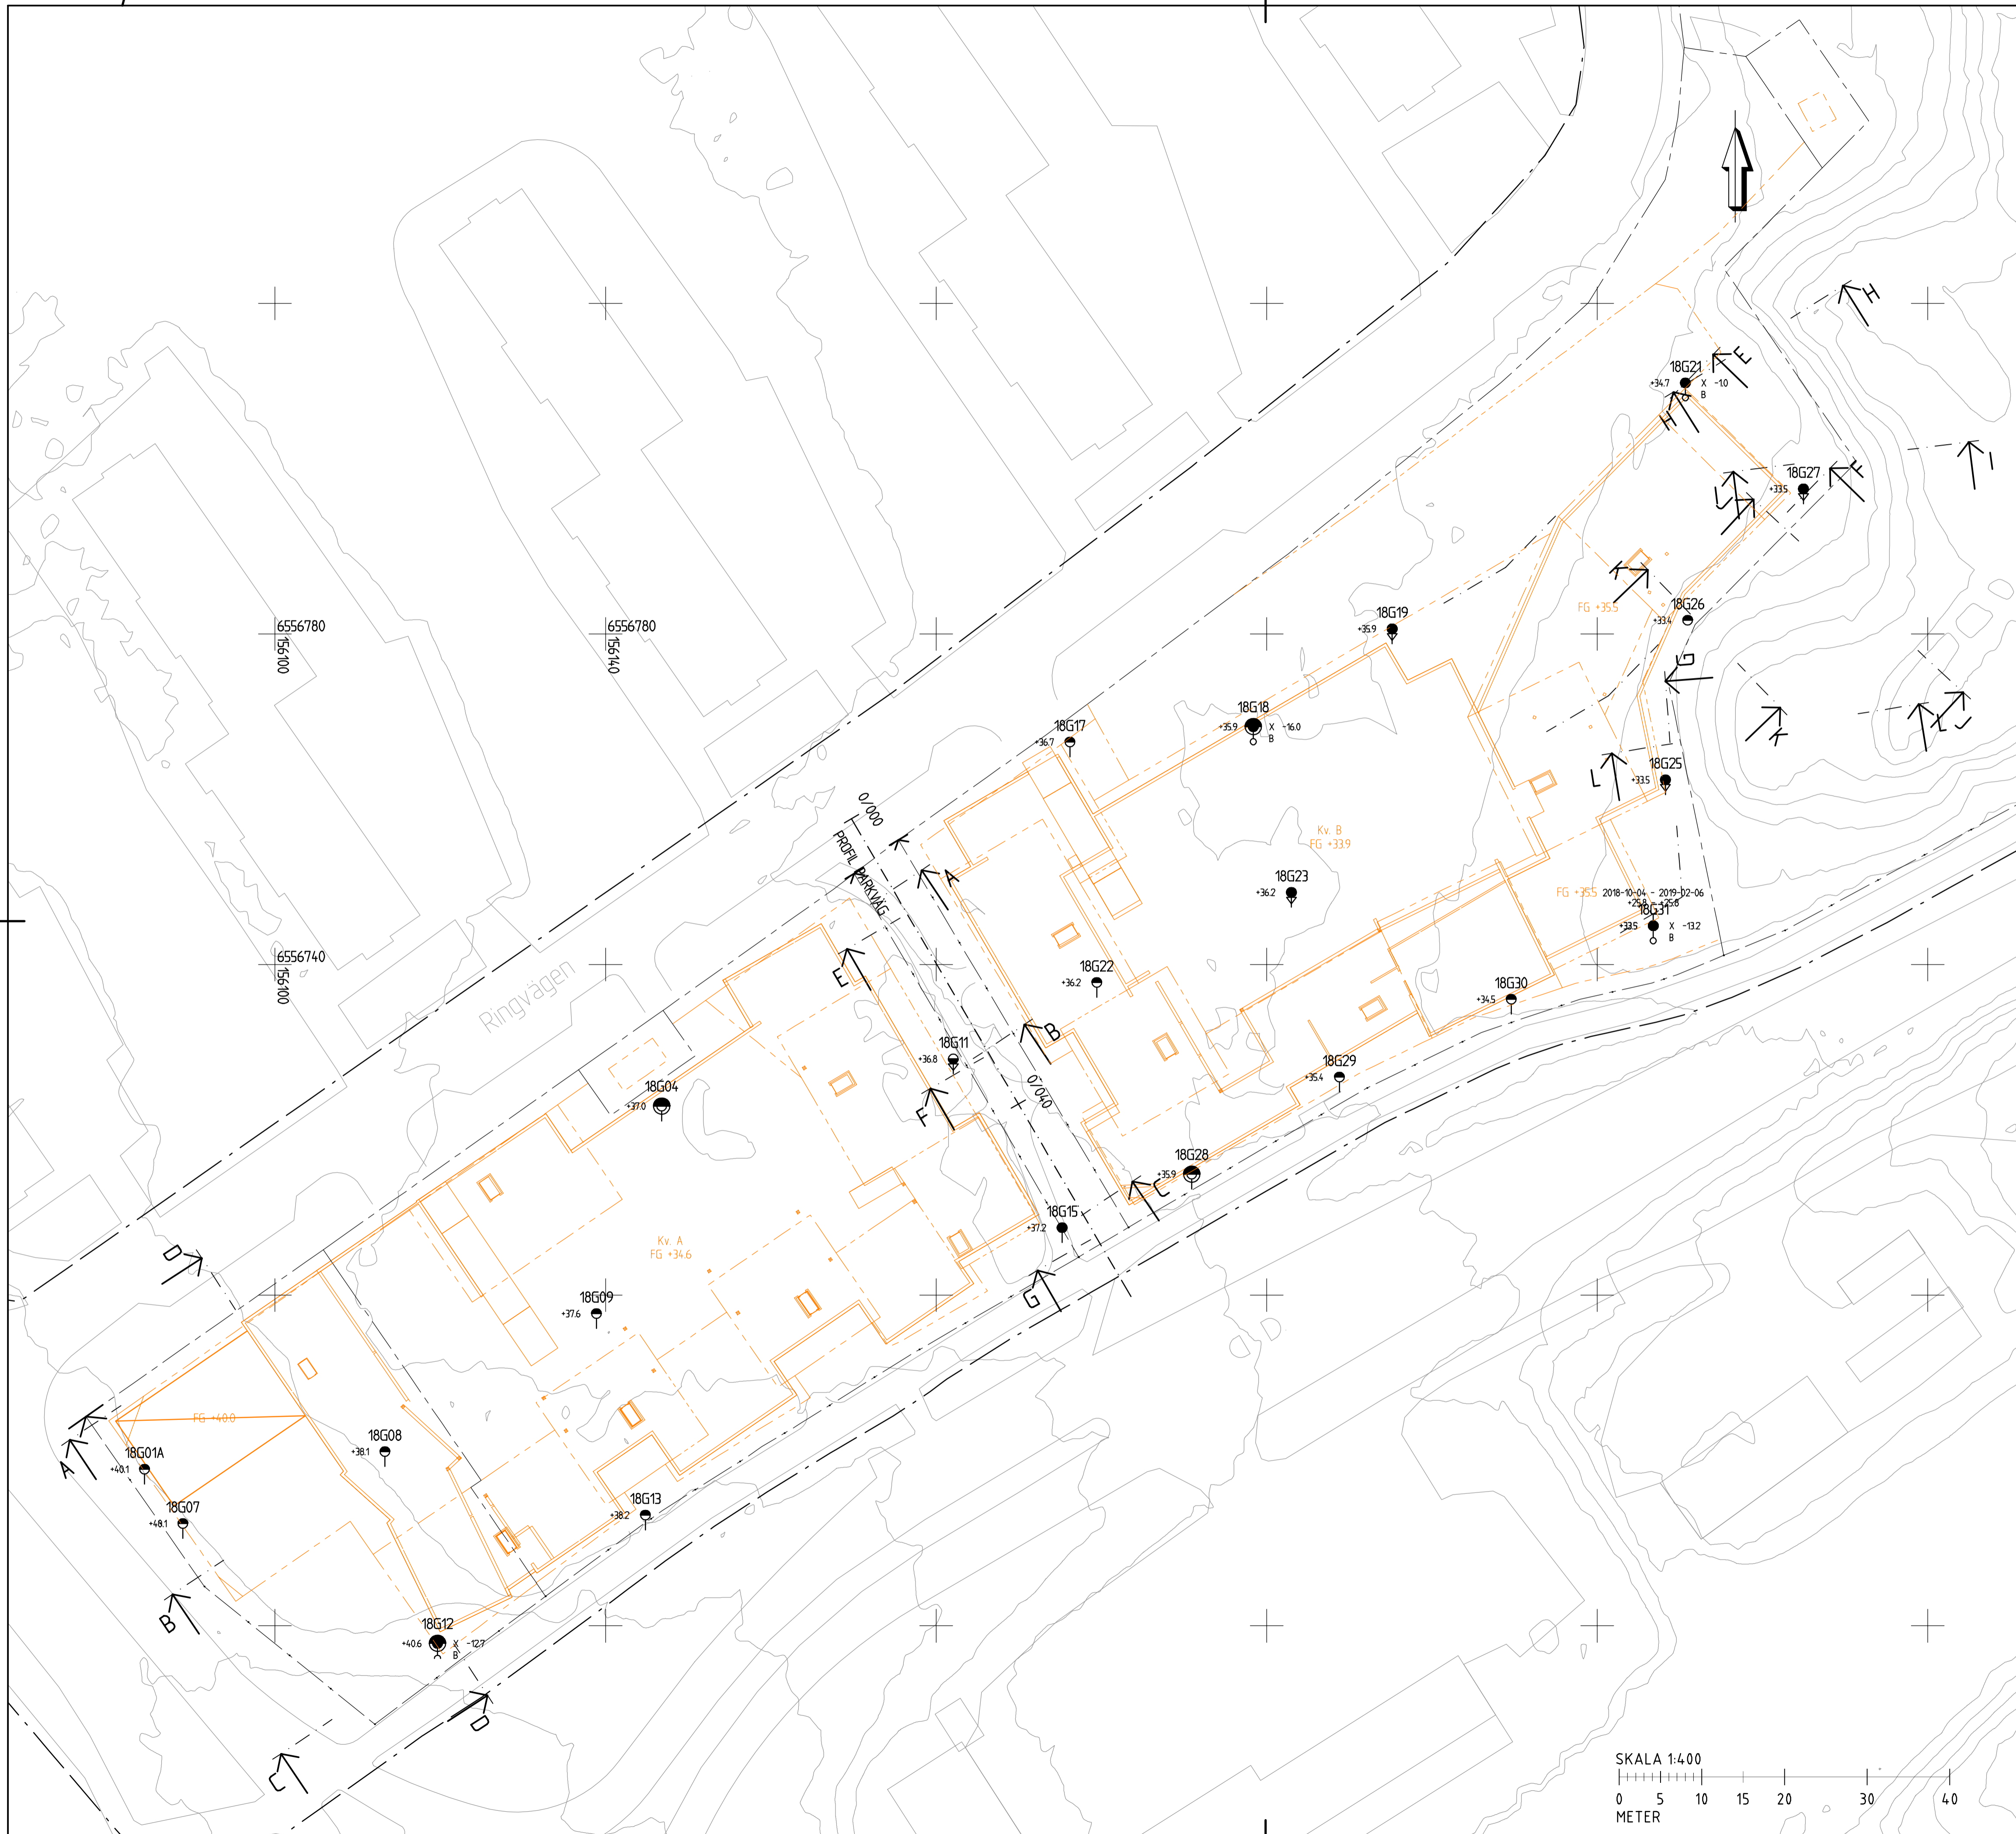 H
E
18G21
+34.7 X -1.0
B
H
I
F
18G27
+33.5
J
K
FG +35.5
18G26
+33.4
6556780
156100
6556780
156140
18G19
+35.9
G
18G18
+35.9 X -16.0
B
18G17
+36.7
K
L
J
L
18G25
+33.5
0/000
PROFIL PARKVÄG
K
A
Kv. B
FG +33.9
18G23
+36.2
FG +35.5
2018-10-04 - 2019-02-06
+25.8 - +25.8
18G31
+33.5 X -13.2
B
6556740
156100
Ringvägen
E
18G22
+36.2
18G30
+34.5
B
18G11
+36.8
18G29
+35.4
18G04
+37.0
0/040
F
18G28
+35.9
C
18G15
+37.2
D
Kv. A
FG +34.6
G
18G09
+37.6
FG +40.0
18G08
+38.1
A
18G01A
+40.1
18G07
+40.1
18G13
+38.2
B
18G12
+40.6 X -12.7
B
D
C
SKALA 1:400
0 5 10 15 20 30 40
METER